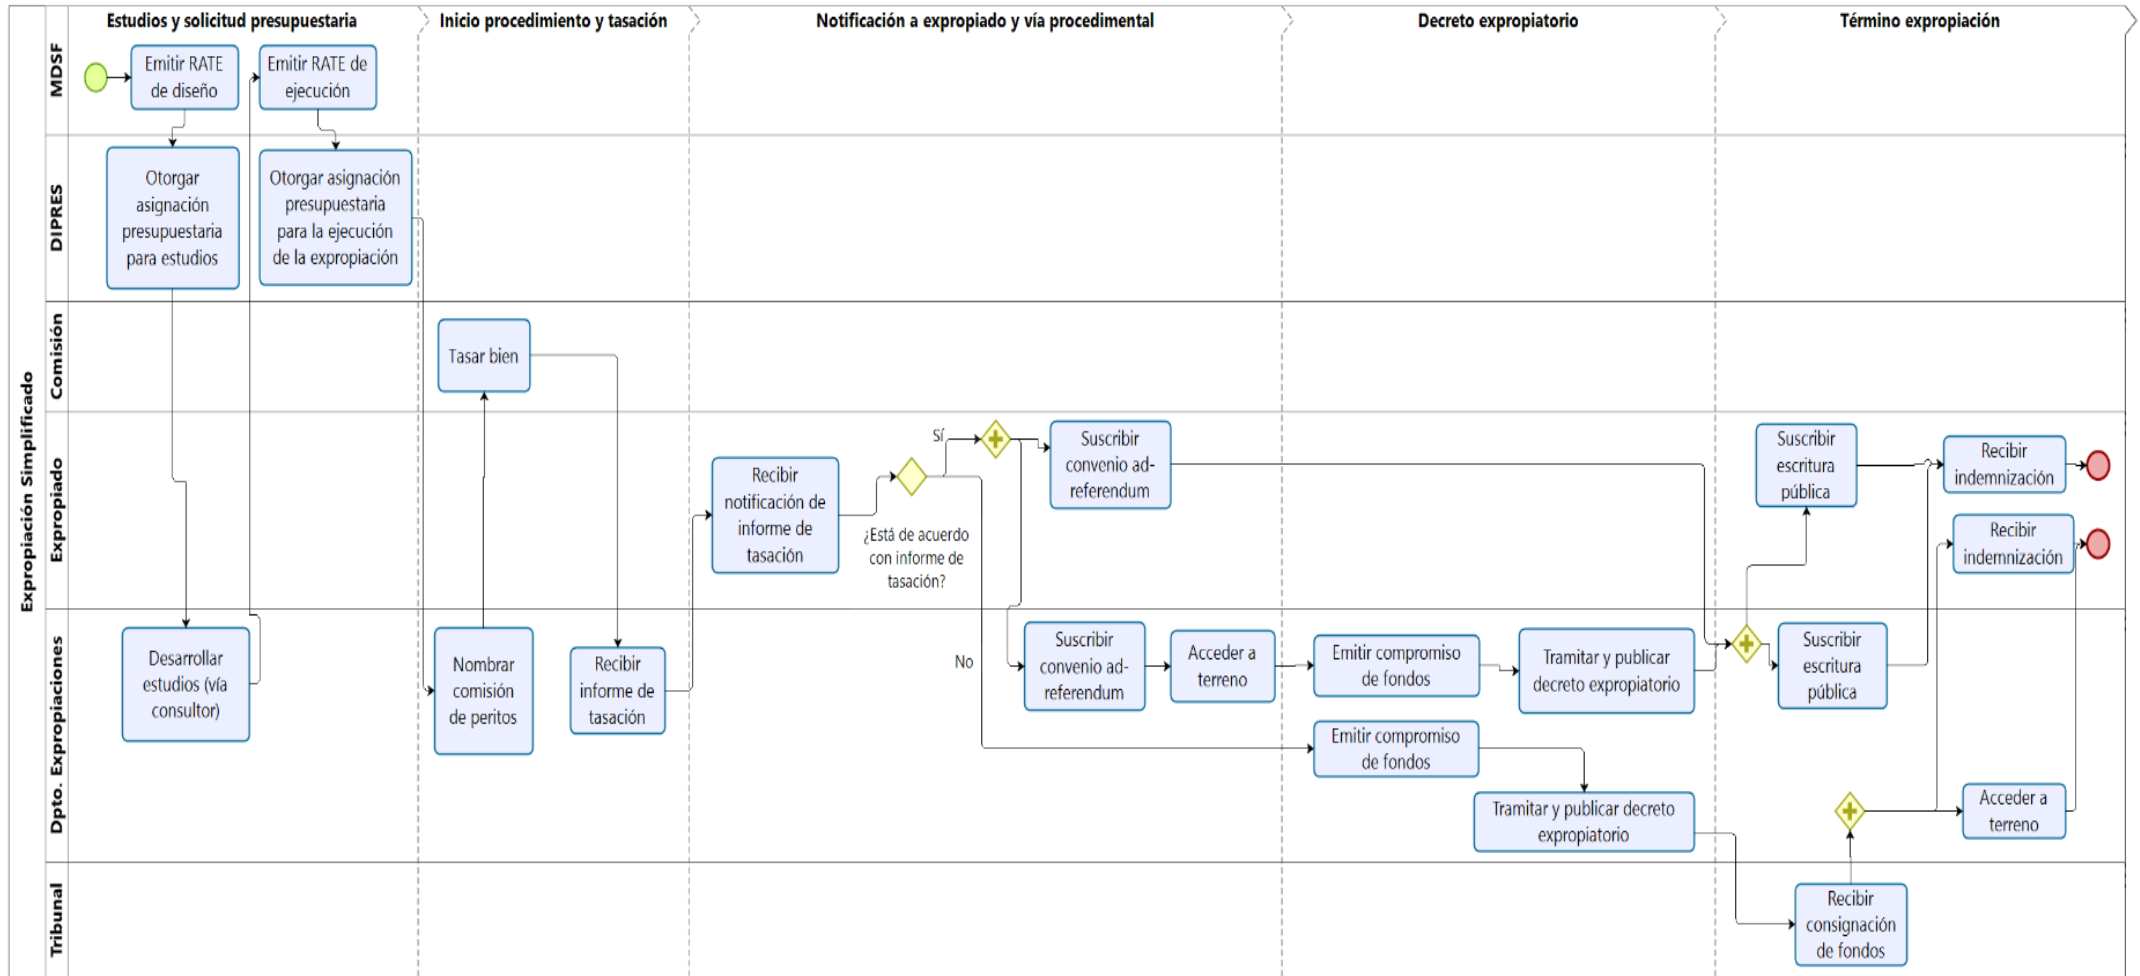 Estudios y solicitud presupuestaria
Inicio procedimiento y tasación
Notificación a expropiado y vía procedimental
Decreto expropiatorio
Término expropiación
Expropiación Simplificado
MDSF
Emitir RATE
de diseño
Emitir RATE de
ejecución
DIPRES
Otorgar
asignación
presupuestaria
para estudios
Otorgar asignación
presupuestaria
para la ejecución
de la expropiación
Comisión
Tasar bien
Expropiado
Recibir
notificación de
informe de
tasación
Sí
¿Está de acuerdo
con informe de
tasación?
Suscribir
convenio ad-
referendum
Suscribir
escritura
pública
Recibir
indemnización
Recibir
indemnización
Dpto. Expropiaciones
Desarrollar
estudios (vía
consultor)
Nombrar
comisión
de peritos
Recibir
informe de
tasación
No
Suscribir
convenio ad-
referendum
Acceder a
terreno
Emitir compromiso
de fondos
Tramitar y publicar
decreto expropiatorio
Suscribir
escritura
pública
Emitir compromiso
de fondos
Tramitar y publicar decreto
expropiatorio
Acceder a
terreno
Tribunal
Recibir
consignación
de fondos